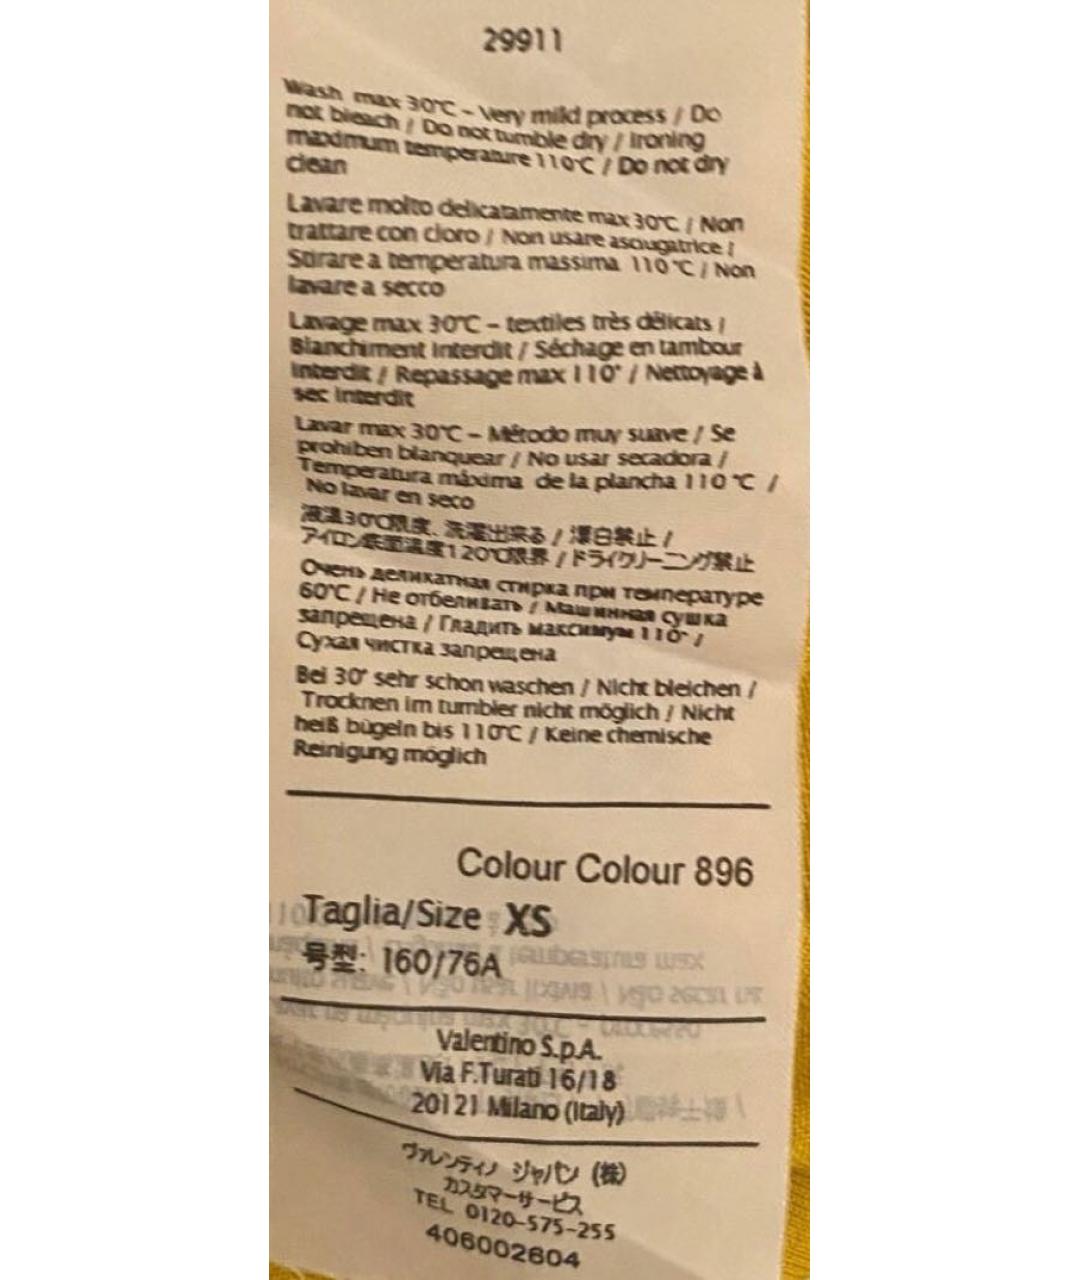 29911
Wash max 30°C - Very mild process / Do
not bleach / Do not tumble dry / Ironing
maximum temperature 110°C / Do not dry
clean
Lavare molto delicatamente max 30°C / Non
trattare con cloro / Non usare asciugatrice /
Stirare a temperatura massima 110 °C / Non
lavare a secco
Lavage max 30°C - textiles très délicats /
Blanchiment Interdit / Séchage en tambour
Interdit / Repassage max 110° / Nettoyage à
sec Interdit
Lavar max 30°C - Método muy suave / Se
prohiben blanquear / No usar secadora /
Temperatura máxima de la plancha 110 °C /
No lavar en seco
液温30℃限度、洗濯出来る / 漂白禁止 /
アイロン底面温度120℃限界 / ドライクリーニング禁止
Очень деликатная стирка при температуре
60°C / Не отбеливать / Машинная сушка
запрещена / Гладить максимум 110° /
Сухая чистка запрещена
Bei 30° sehr schon waschen / Nicht bleichen /
Trocknen im tumbler nicht möglich / Nicht
heiß bügeln bis 110°C / Keine chemische
Reinigung möglich
Colour Colour 896
Taglia/Size XS
号型: 160/76A
Valentino S.p.A.
Via F.Turati 16/18
20121 Milano (Italy)
ヴァレンティノ ジャパン (株)
カスタマーサービス
TEL 0120-575-255
406002604